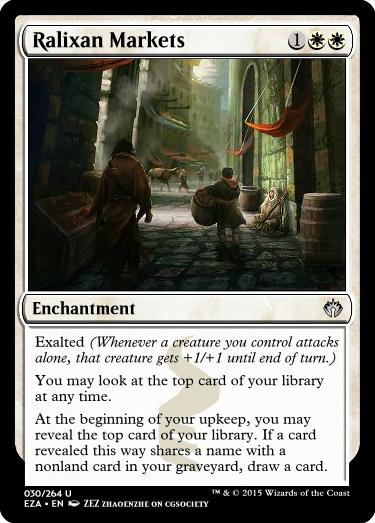 Ralixan Markets 1
Enchantment
Exalted (Whenever a creature you control attacks
alone, that creature gets +1/+1 until end of turn.)
You may look at the top card of your library
at any time.
At the beginning of your upkeep, you may
reveal the top card of your library. If a card
revealed this way shares a name with a
nonland card in your graveyard, draw a card.
030/264 U
EZA • EN ZEZ ZHAOENZHE ON CGSOCIETY
™ & © 2015 Wizards of the Coast